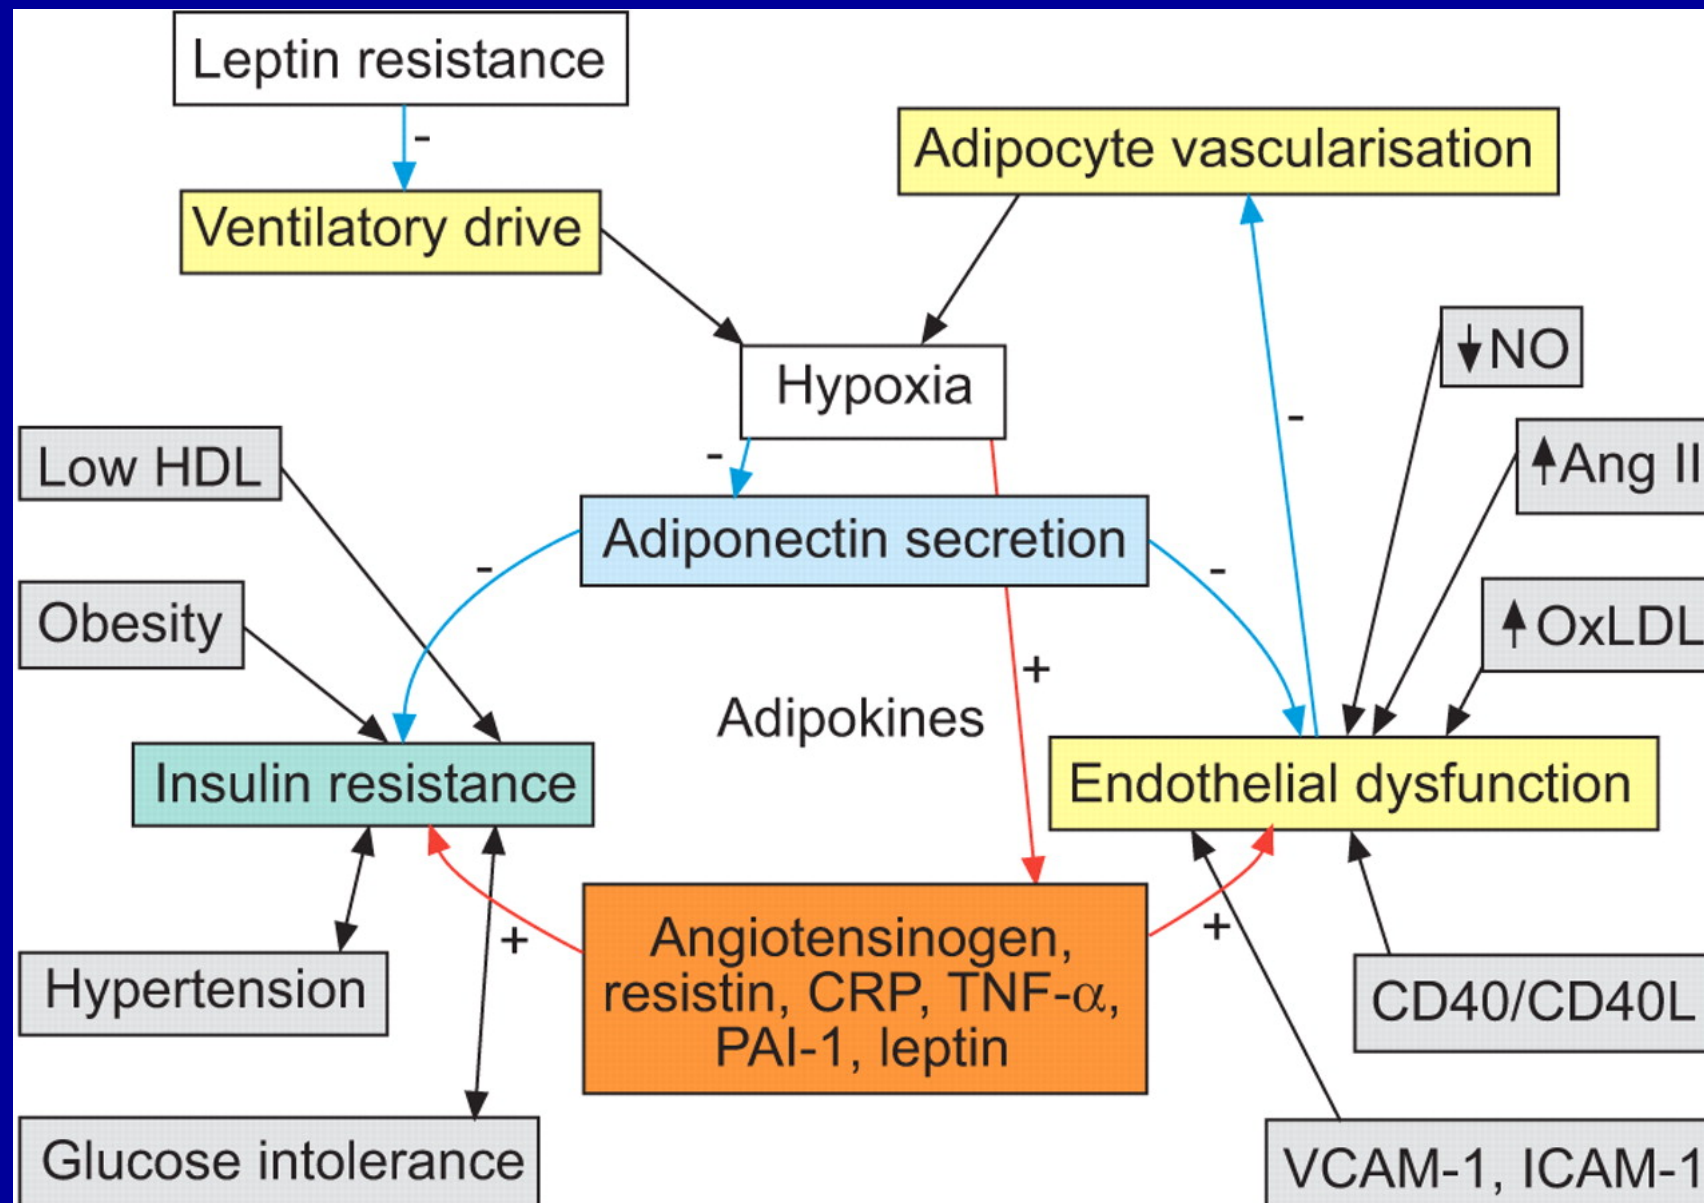 Leptin resistance
-
Adipocyte vascularisation
Ventilatory drive
↓NO
Hypoxia
-
-
Low HDL
↑Ang II
Adiponectin secretion
-
-
Obesity
↑OxLDL
+
Adipokines
Insulin resistance
Endothelial dysfunction
+
+
Angiotensinogen,
resistin, CRP, TNF-α,
PAI-1, leptin
Hypertension
CD40/CD40L
Glucose intolerance
VCAM-1, ICAM-1